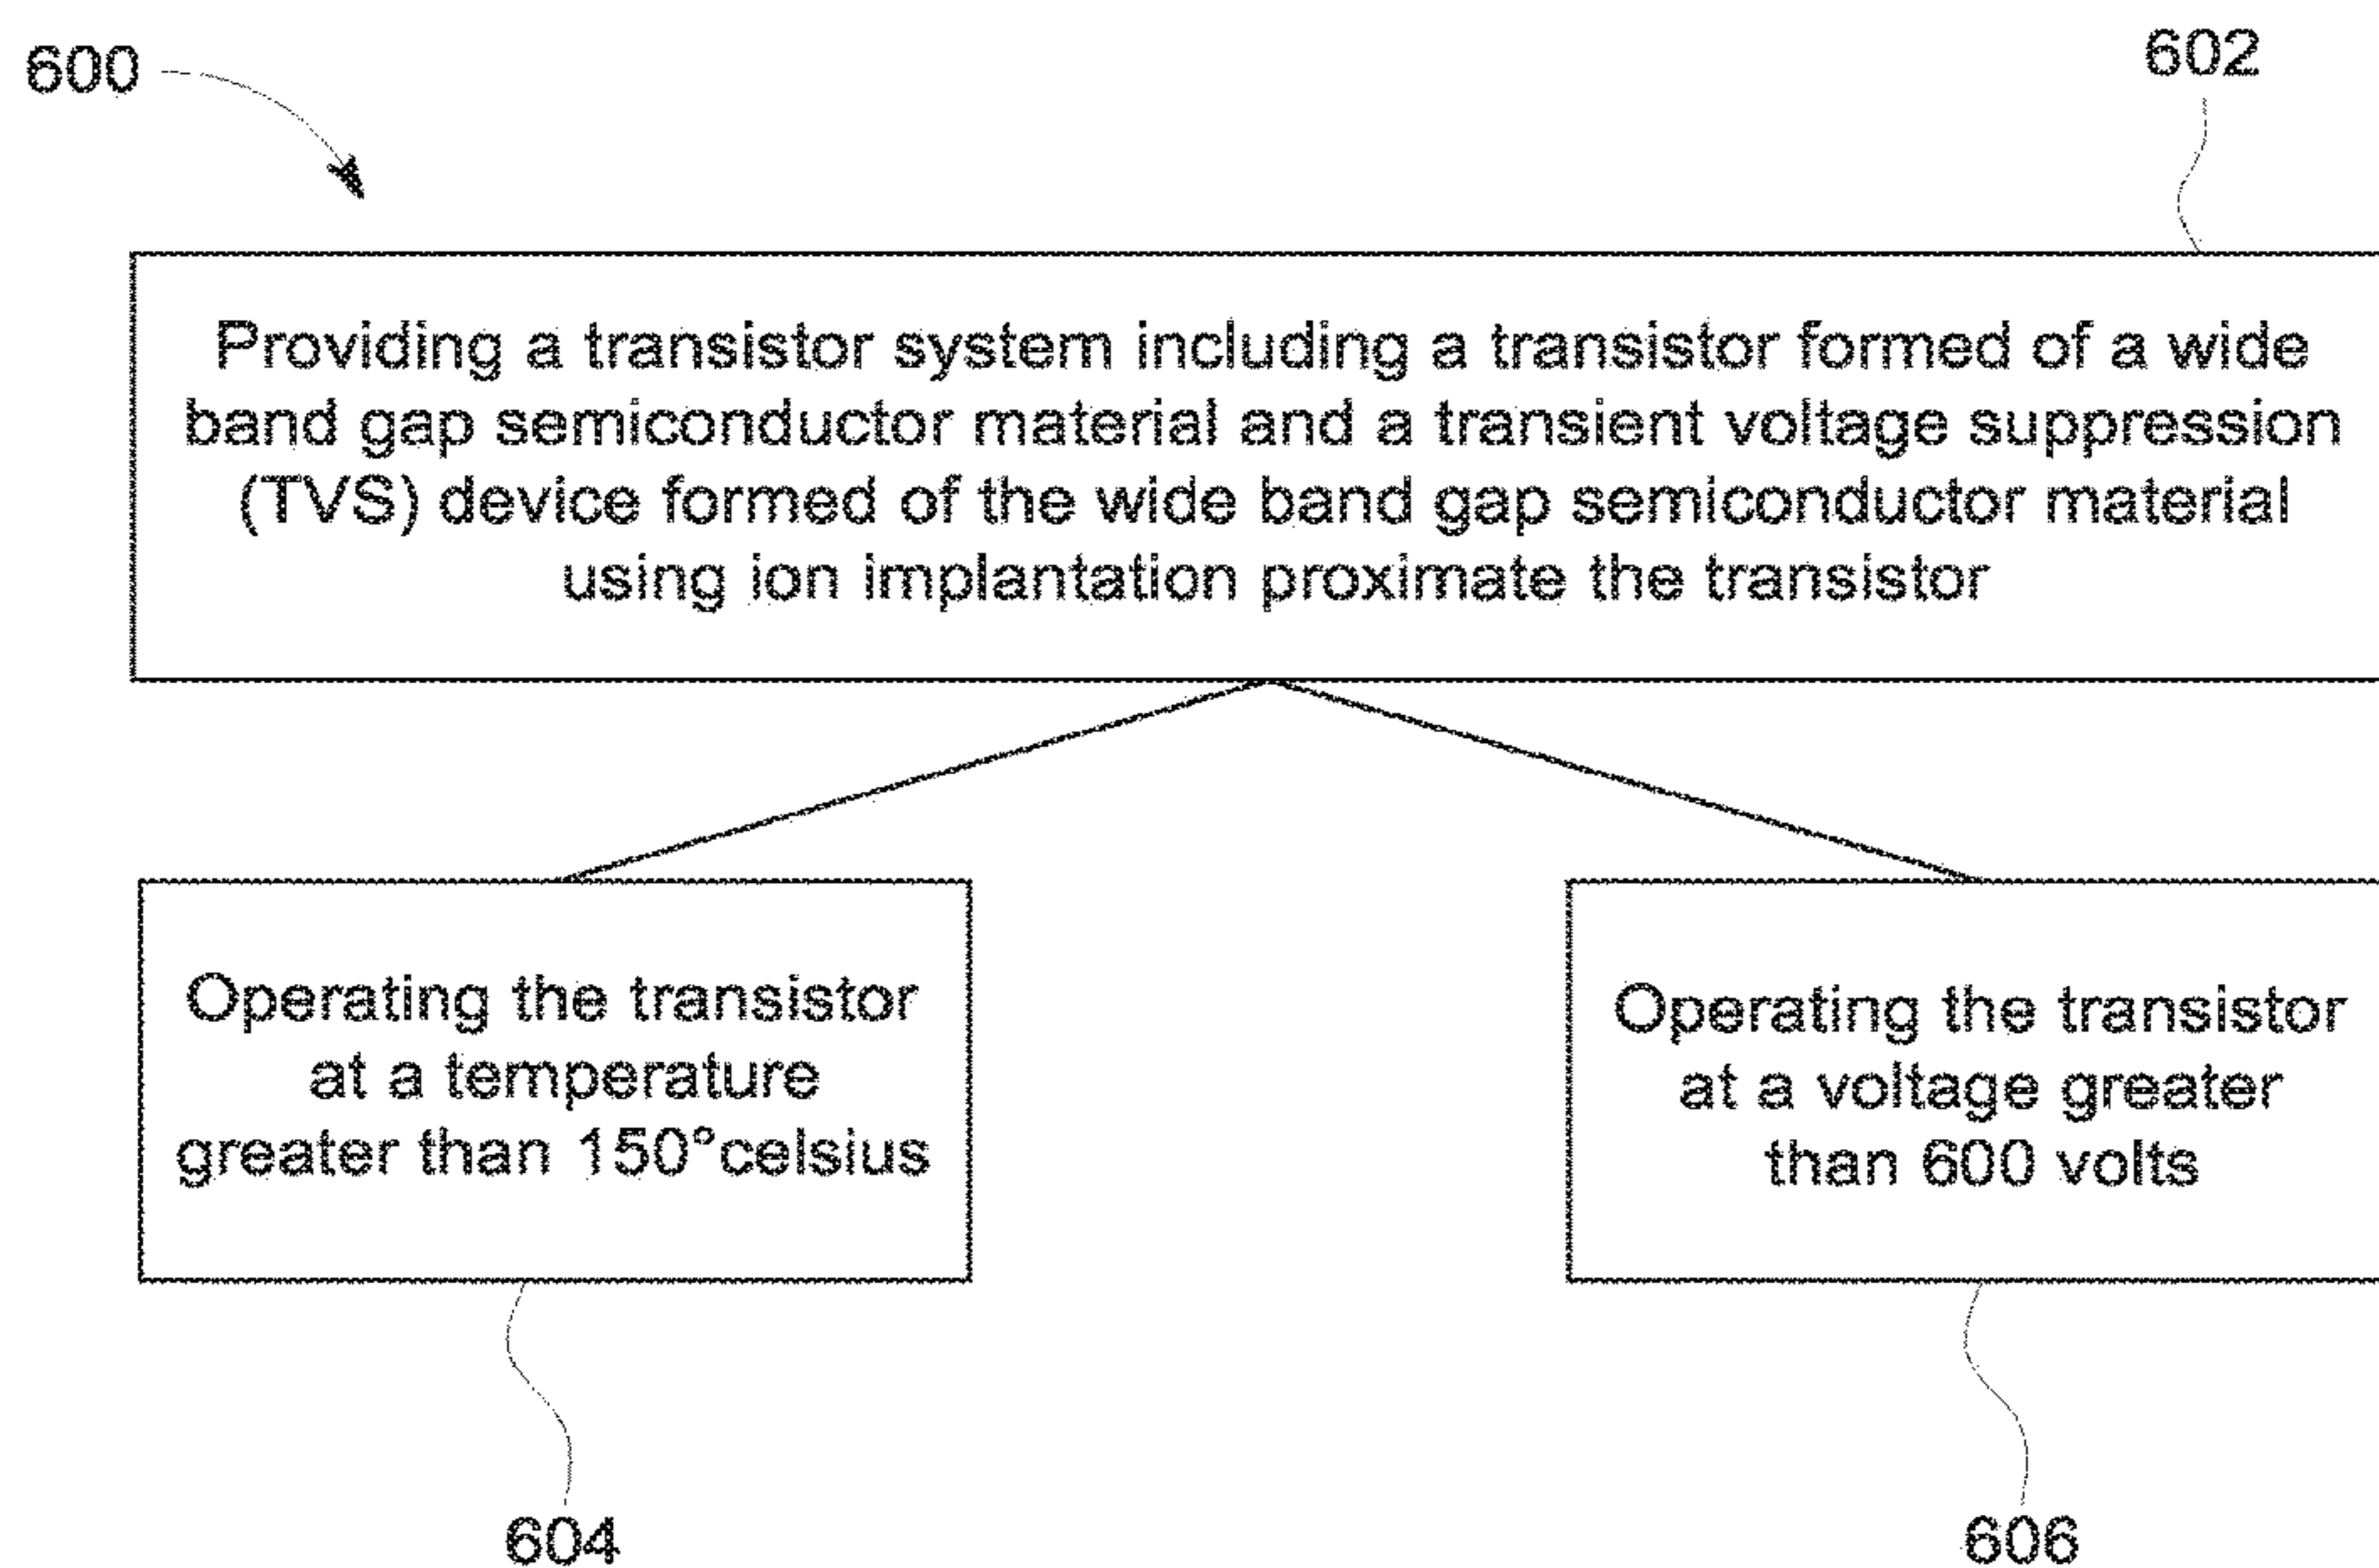 600
602
Providing a transistor system including a transistor formed of a wide
band gap semiconductor material and a transient voltage suppression
(TVS) device formed of the wide band gap semiconductor material
using ion implantation proximate the transistor
Operating the transistor
at a temperature
greater than 150°celsius
Operating the transistor
at a voltage greater
than 600 volts
604
606